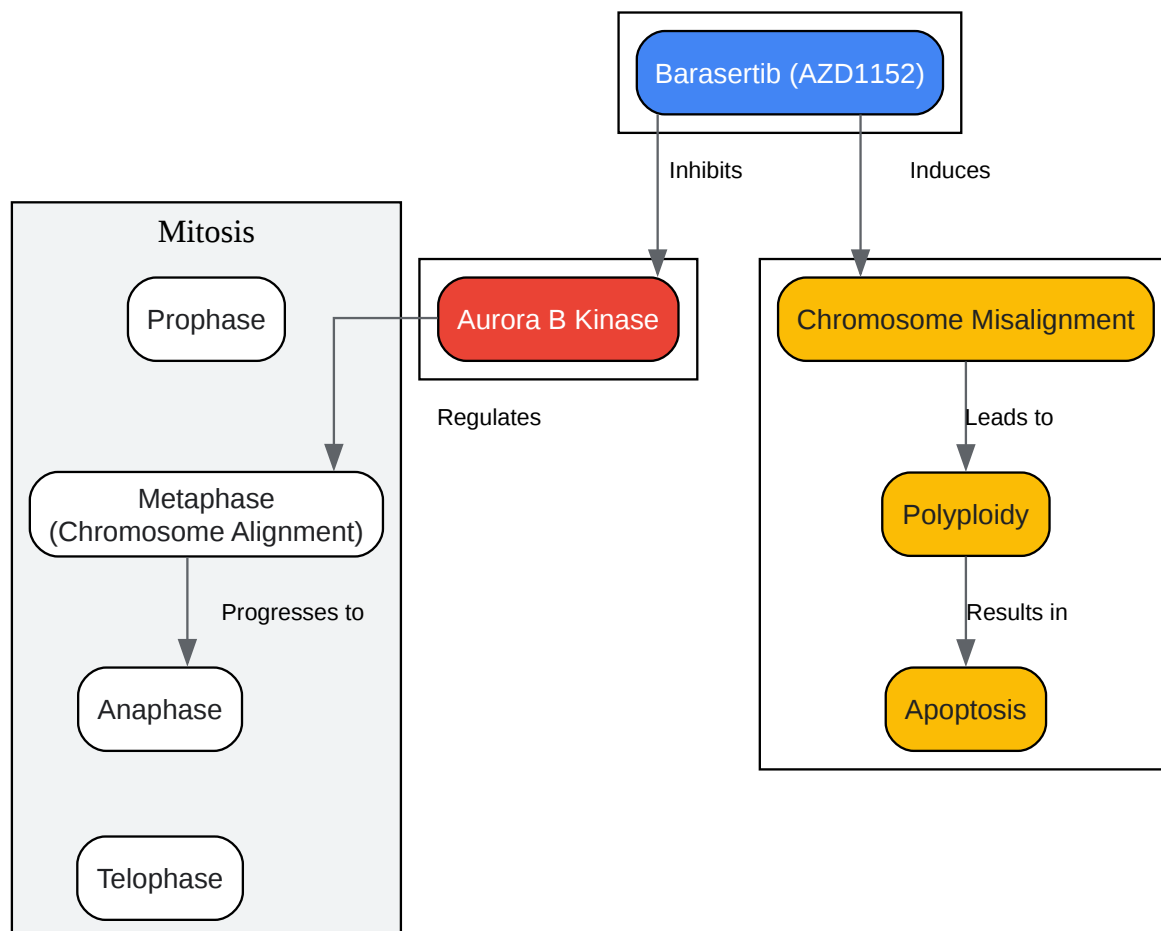 Barasertib (AZD1152)
Inhibits
Induces
Mitosis
Prophase
Aurora B Kinase
Chromosome Misalignment
Regulates
Leads to
Metaphase
(Chromosome Alignment)
Polyploidy
Progresses to
Results in
Anaphase
Apoptosis
Telophase